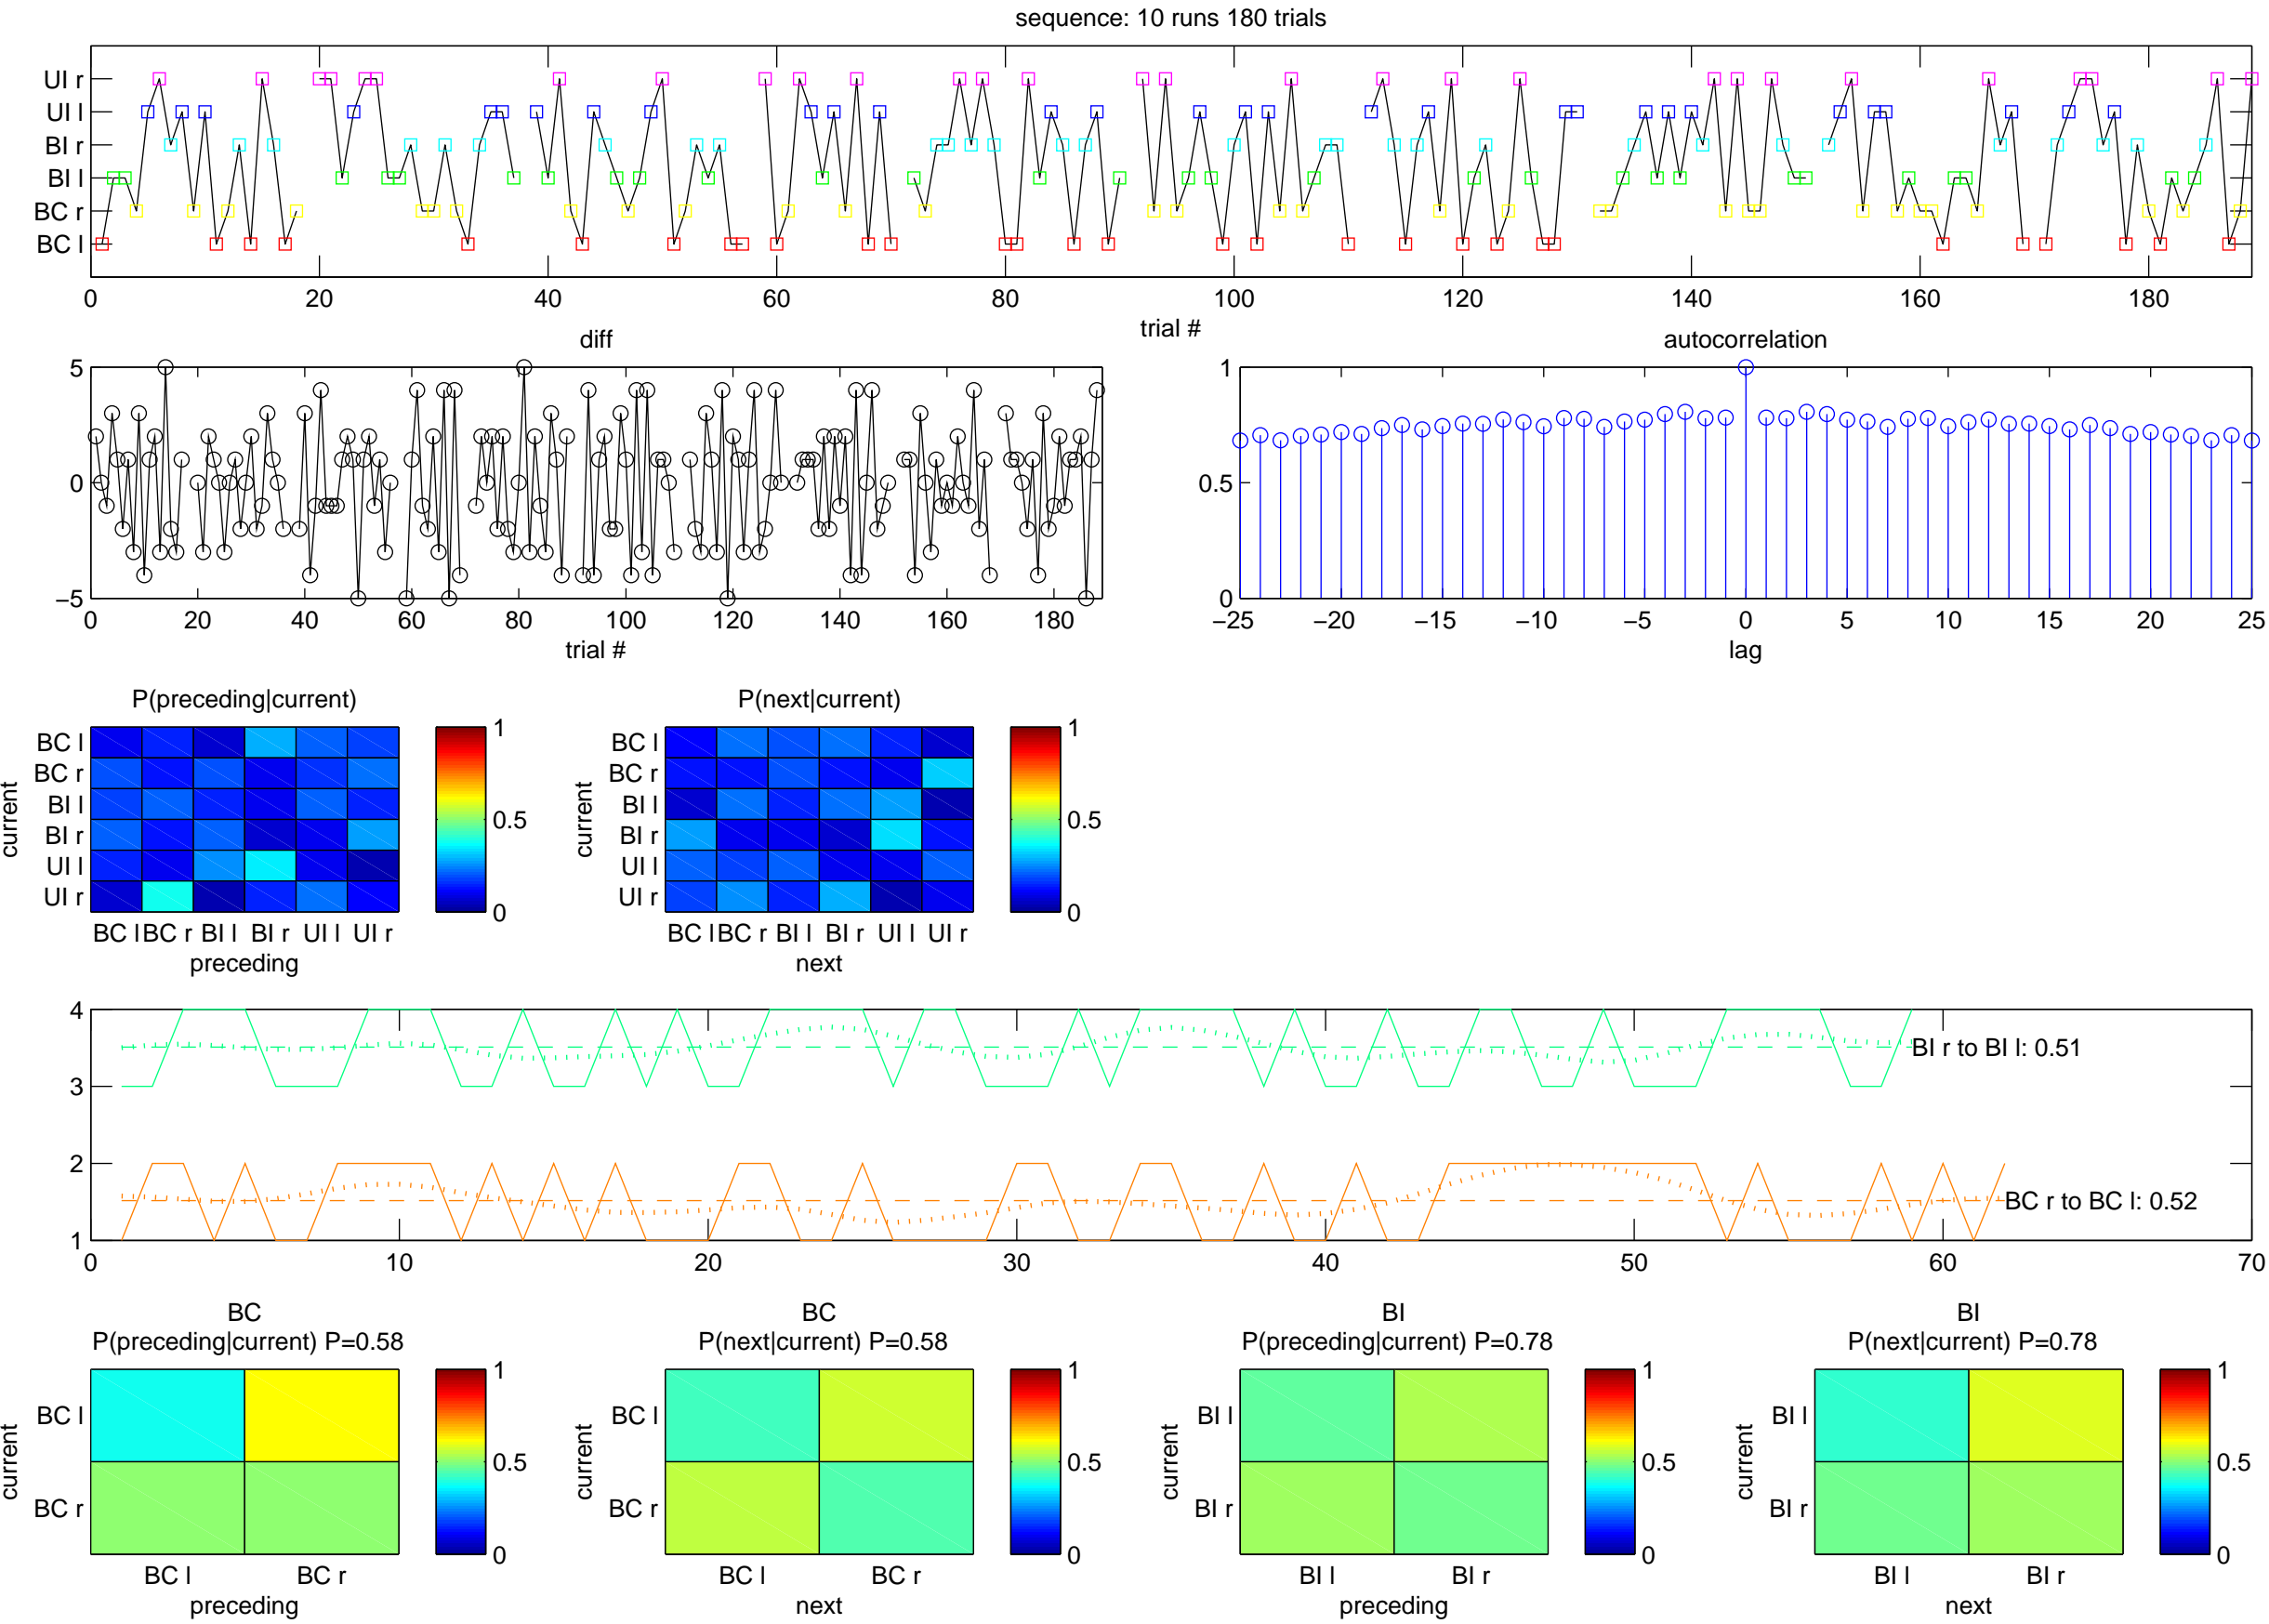 sequence: 10 runs 180 trials
UI r
UI l
BI r
BI l
BC r
BC l
0 20 40 60 80 100 120 140 160 180
trial #
diff
5
0
−5
0 20 40 60 80 100 120 140 160 180
trial #
autocorrelation
1
0.5
0
−25 −20 −15 −10 −5 0 5 10 15 20 25
lag
P(preceding|current)
BC l
BC r
BI l
BI r
UI l
UI r
current
BC l BC r BI l BI r UI l UI r
preceding
1
0.5
0
P(next|current)
BC l
BC r
BI l
BI r
UI l
UI r
current
BC l BC r BI l BI r UI l UI r
next
1
0.5
0
4
3
2
1
BI r to BI l: 0.51
BC r to BC l: 0.52
0 10 20 30 40 50 60 70
BC
P(preceding|current) P=0.58
BC l
BC r
current
BC l BC r
preceding
1
0.5
0
BC
P(next|current) P=0.58
BC l
BC r
current
BC l BC r
next
1
0.5
0
BI
P(preceding|current) P=0.78
BI l
BI r
current
BI l BI r
preceding
1
0.5
0
BI
P(next|current) P=0.78
BI l
BI r
current
BI l BI r
next
1
0.5
0